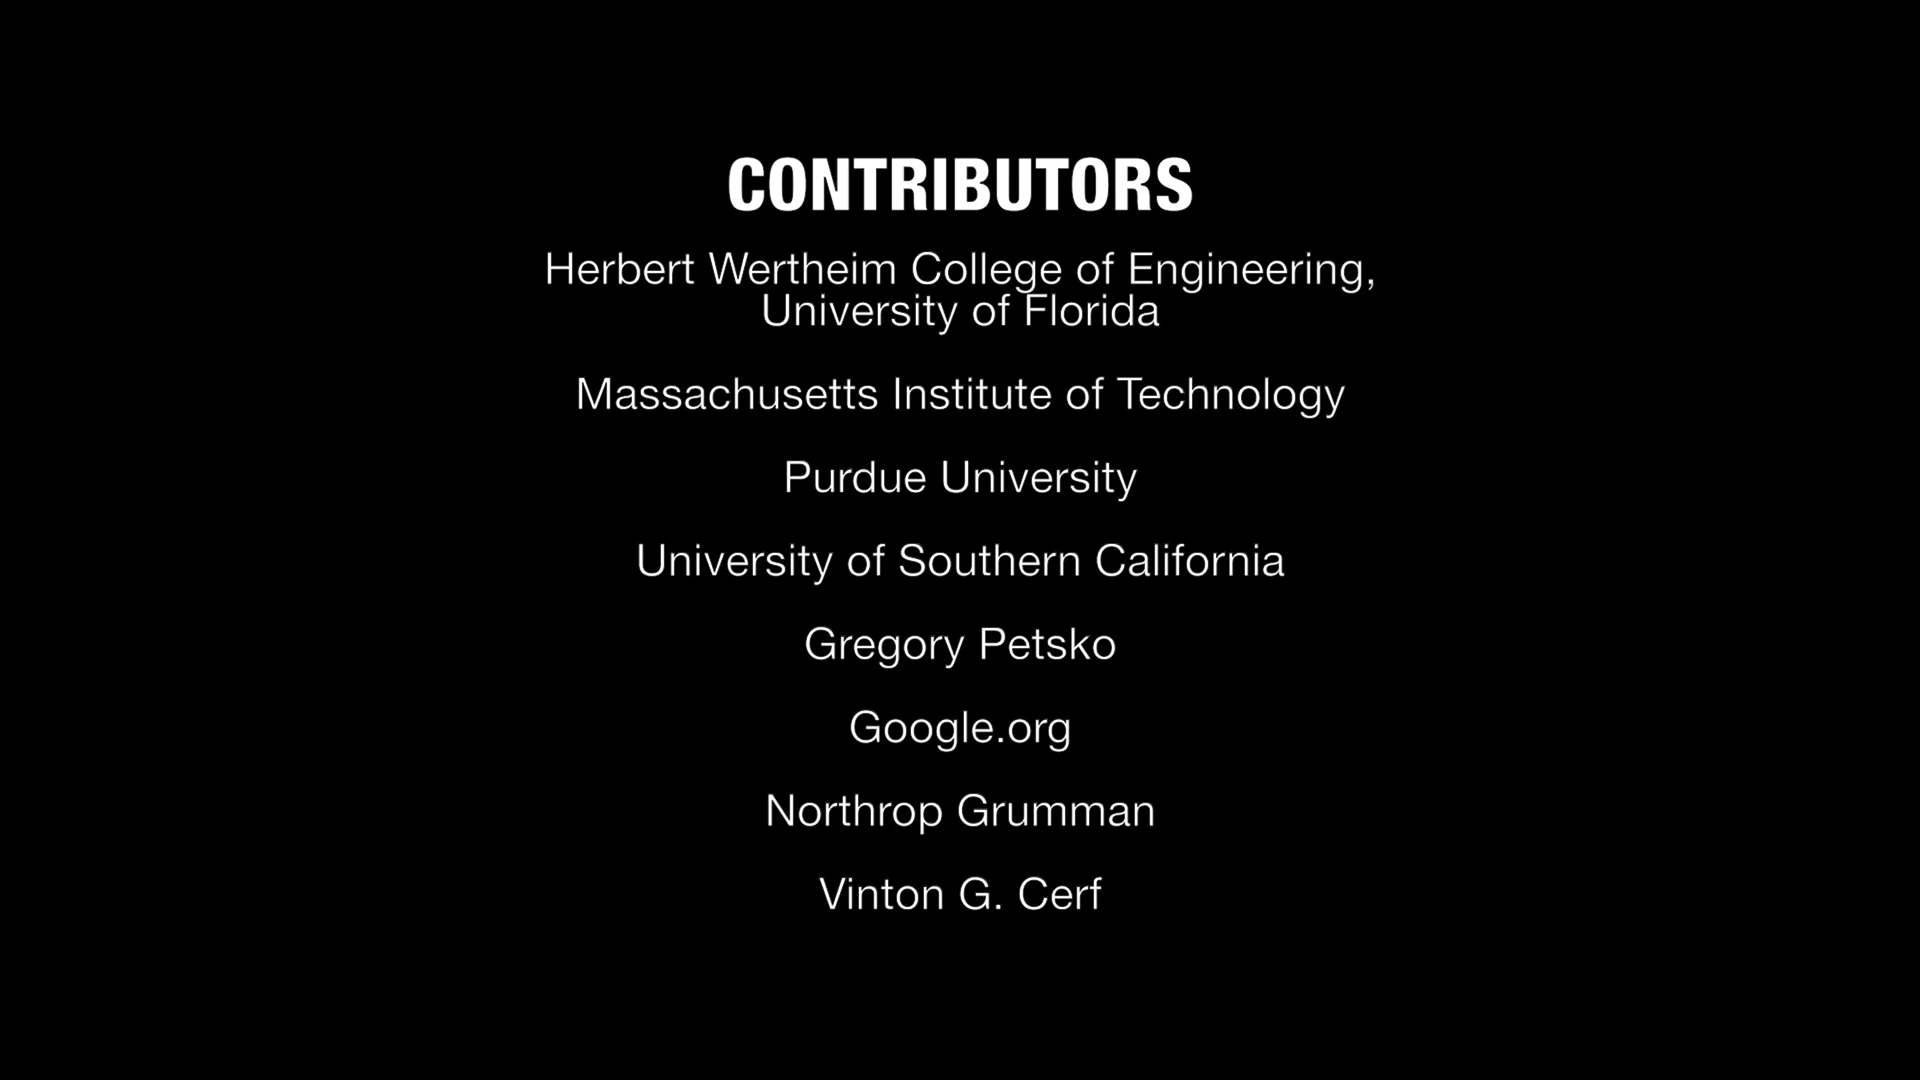 CONTRIBUTORS
Herbert Wertheim College of Engineering,
University of Florida
Massachusetts Institute of Technology
Purdue University
University of Southern California
Gregory Petsko
Google.org
Northrop Grumman
Vinton G. Cerf